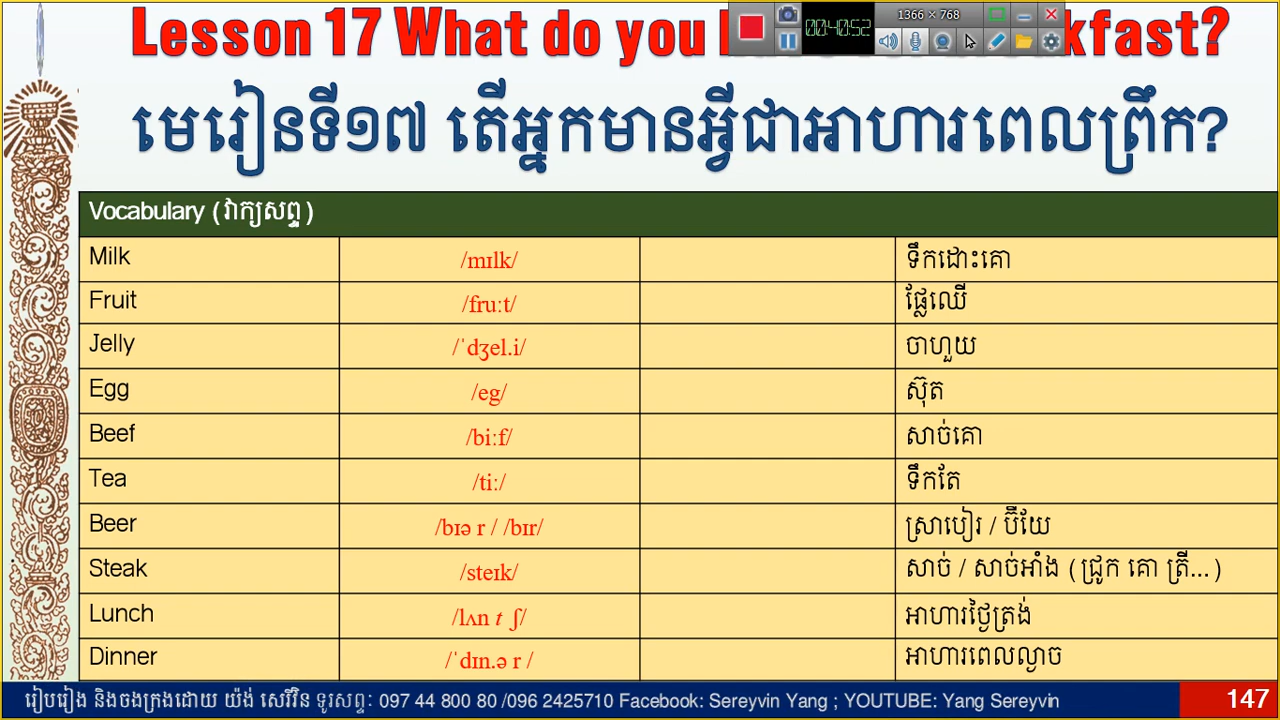 Lesson 17 What do you kfast?
1366 × 768
00:40:52
មេរៀនទី១៧ តើអ្នកមានអ្វីជាអាហារពេលព្រឹក?
Vocabulary (វាក្យសព្ទ)
Milk /mɪlk/ ទឹកដោះគោ
Fruit /fruːt/ ផ្លែឈើ
Jelly /ˈdʒel.i/ ចាហួយ
Egg /eg/ ស៊ុត
Beef /biːf/ សាច់គោ
Tea /tiː/ ទឹកតែ
Beer /bɪə r / /bɪr/ ស្រាបៀរ / ប៊ីយែ
Steak /steɪk/ សាច់ / សាច់អាំង (ជ្រូក គោ ត្រី...)
Lunch /lʌn t ʃ/ អាហារថ្ងៃត្រង់
Dinner /ˈdɪn.ə r / អាហារពេលល្ងាច
រៀបរៀង និងចងក្រងដោយ យ៉ង់ សេរីវិន ទូរសព្ទ: 097 44 800 80 /096 2425710 Facebook: Sereyvin Yang ; YOUTUBE: Yang Sereyvin
147